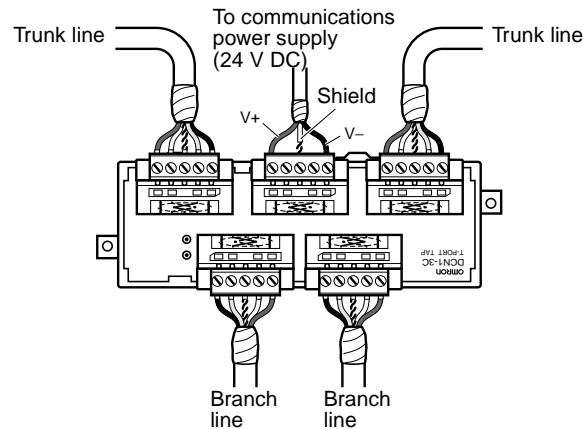 To communications
power supply
(24 V DC)
Trunk line
Trunk line
Shield
V+
V–
OMRON
DCN1-3C
T-PORT TAP
Branch
line
Branch
line